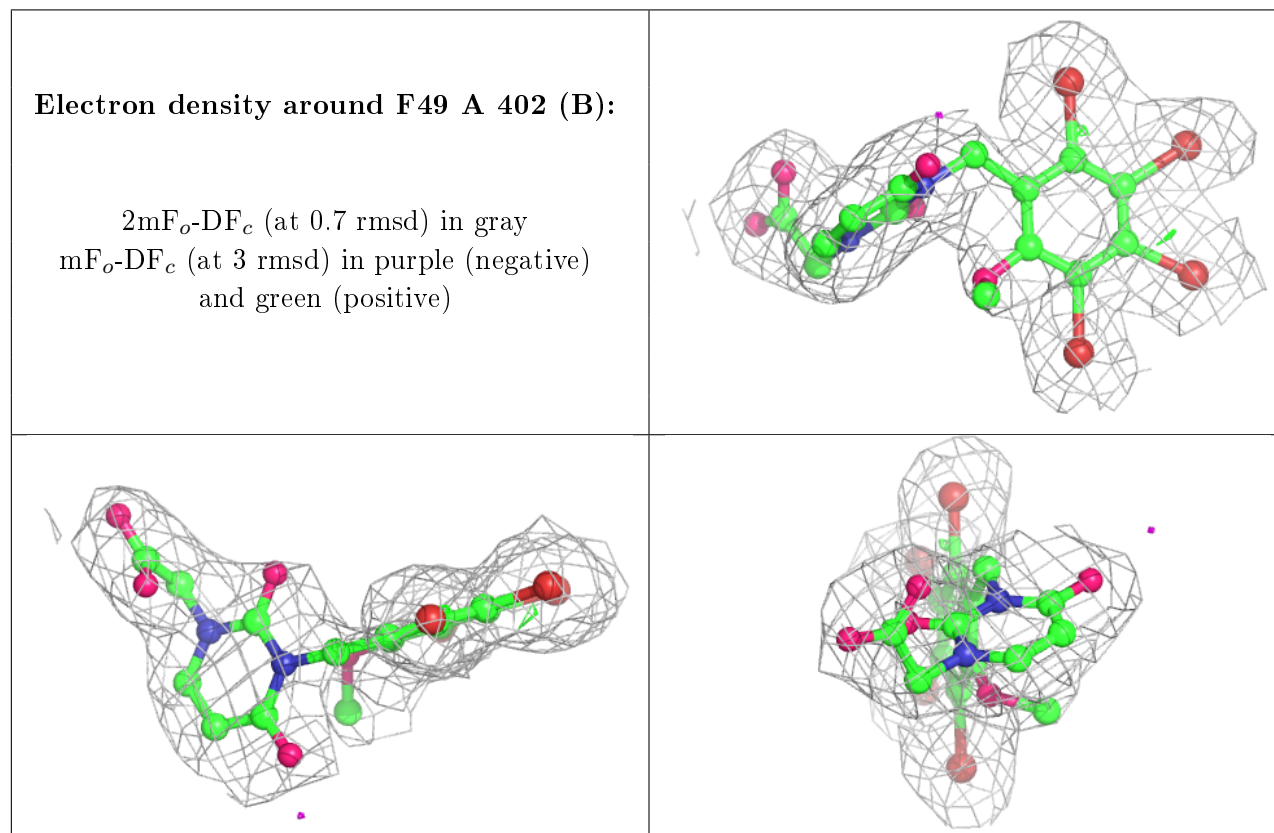 Electron density around F49 A 402 (B):
2mFₒ-DF𝒸 (at 0.7 rmsd) in gray
mFₒ-DF𝒸 (at 3 rmsd) in purple (negative)
and green (positive)